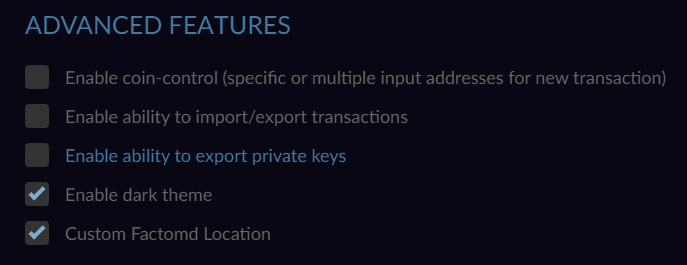 ADVANCED FEATURES
Enable coin-control (specific or multiple input addresses for new transaction)
Enable ability to import/export transactions
Enable ability to export private keys
Enable dark theme
Custom Factomd Location